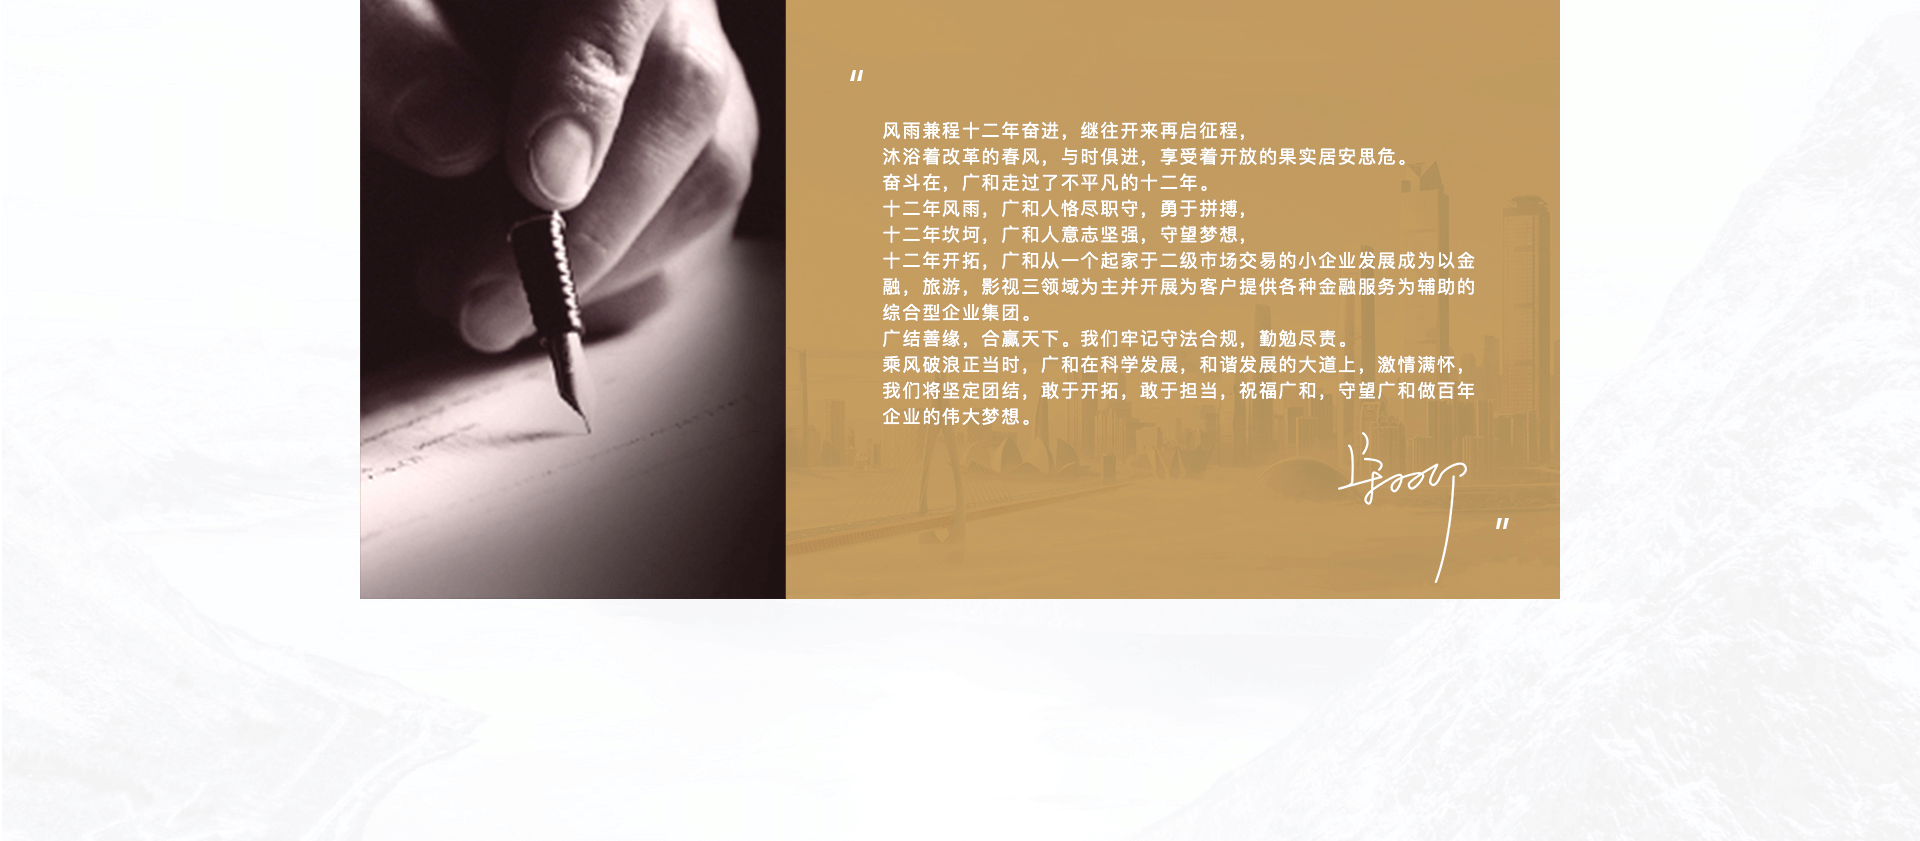 "
风雨兼程十二年奋进，继往开来再启征程，
沐浴着改革的春风，与时俱进，享受着开放的果实居安思危。
奋斗在，广和走过了不平凡的十二年。
十二年风雨，广和人恪尽职守，勇于拼搏，
十二年坎坷，广和人意志坚强，守望梦想，
十二年开拓，广和从一个起家于二级市场交易的小企业发展成为以金
融，旅游，影视三领域为主并开展为客户提供各种金融服务为辅助的
综合型企业集团。
广结善缘，合赢天下。我们牢记守法合规，勤勉尽责。
乘风破浪正当时，广和在科学发展，和谐发展的大道上，激情满怀，
我们将坚定团结，敢于开拓，敢于担当，祝福广和，守望广和做百年
企业的伟大梦想。
"